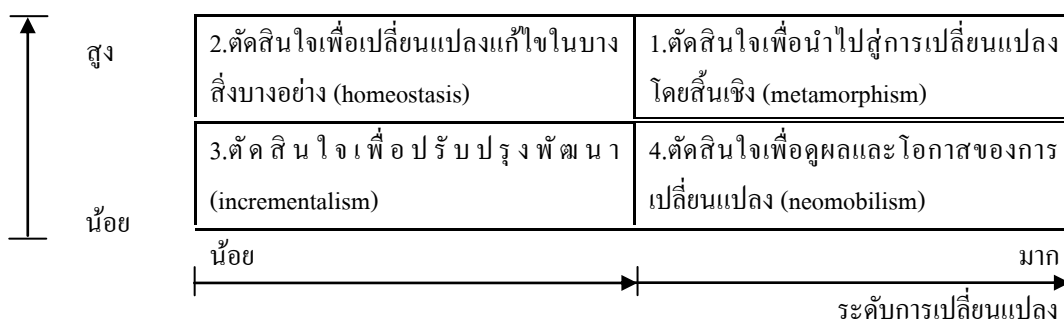 สูง
2.ตัดสินใจเพื่อเปลี่ยนแปลงแก้ไขในบาง
สิ่งบางอย่าง (homeostasis)
1.ตัดสินใจเพื่อนำไปสู่การเปลี่ยนแปลง
โดยสิ้นเชิง (metamorphism)
3.ตัดสินใจเพื่อปรับปรุงพัฒนา
(incrementalism)
4.ตัดสินใจเพื่อดูผลและโอกาสของการ
เปลี่ยนแปลง (neomobilism)
น้อย
น้อย มาก
ระดับการเปลี่ยนแปลง